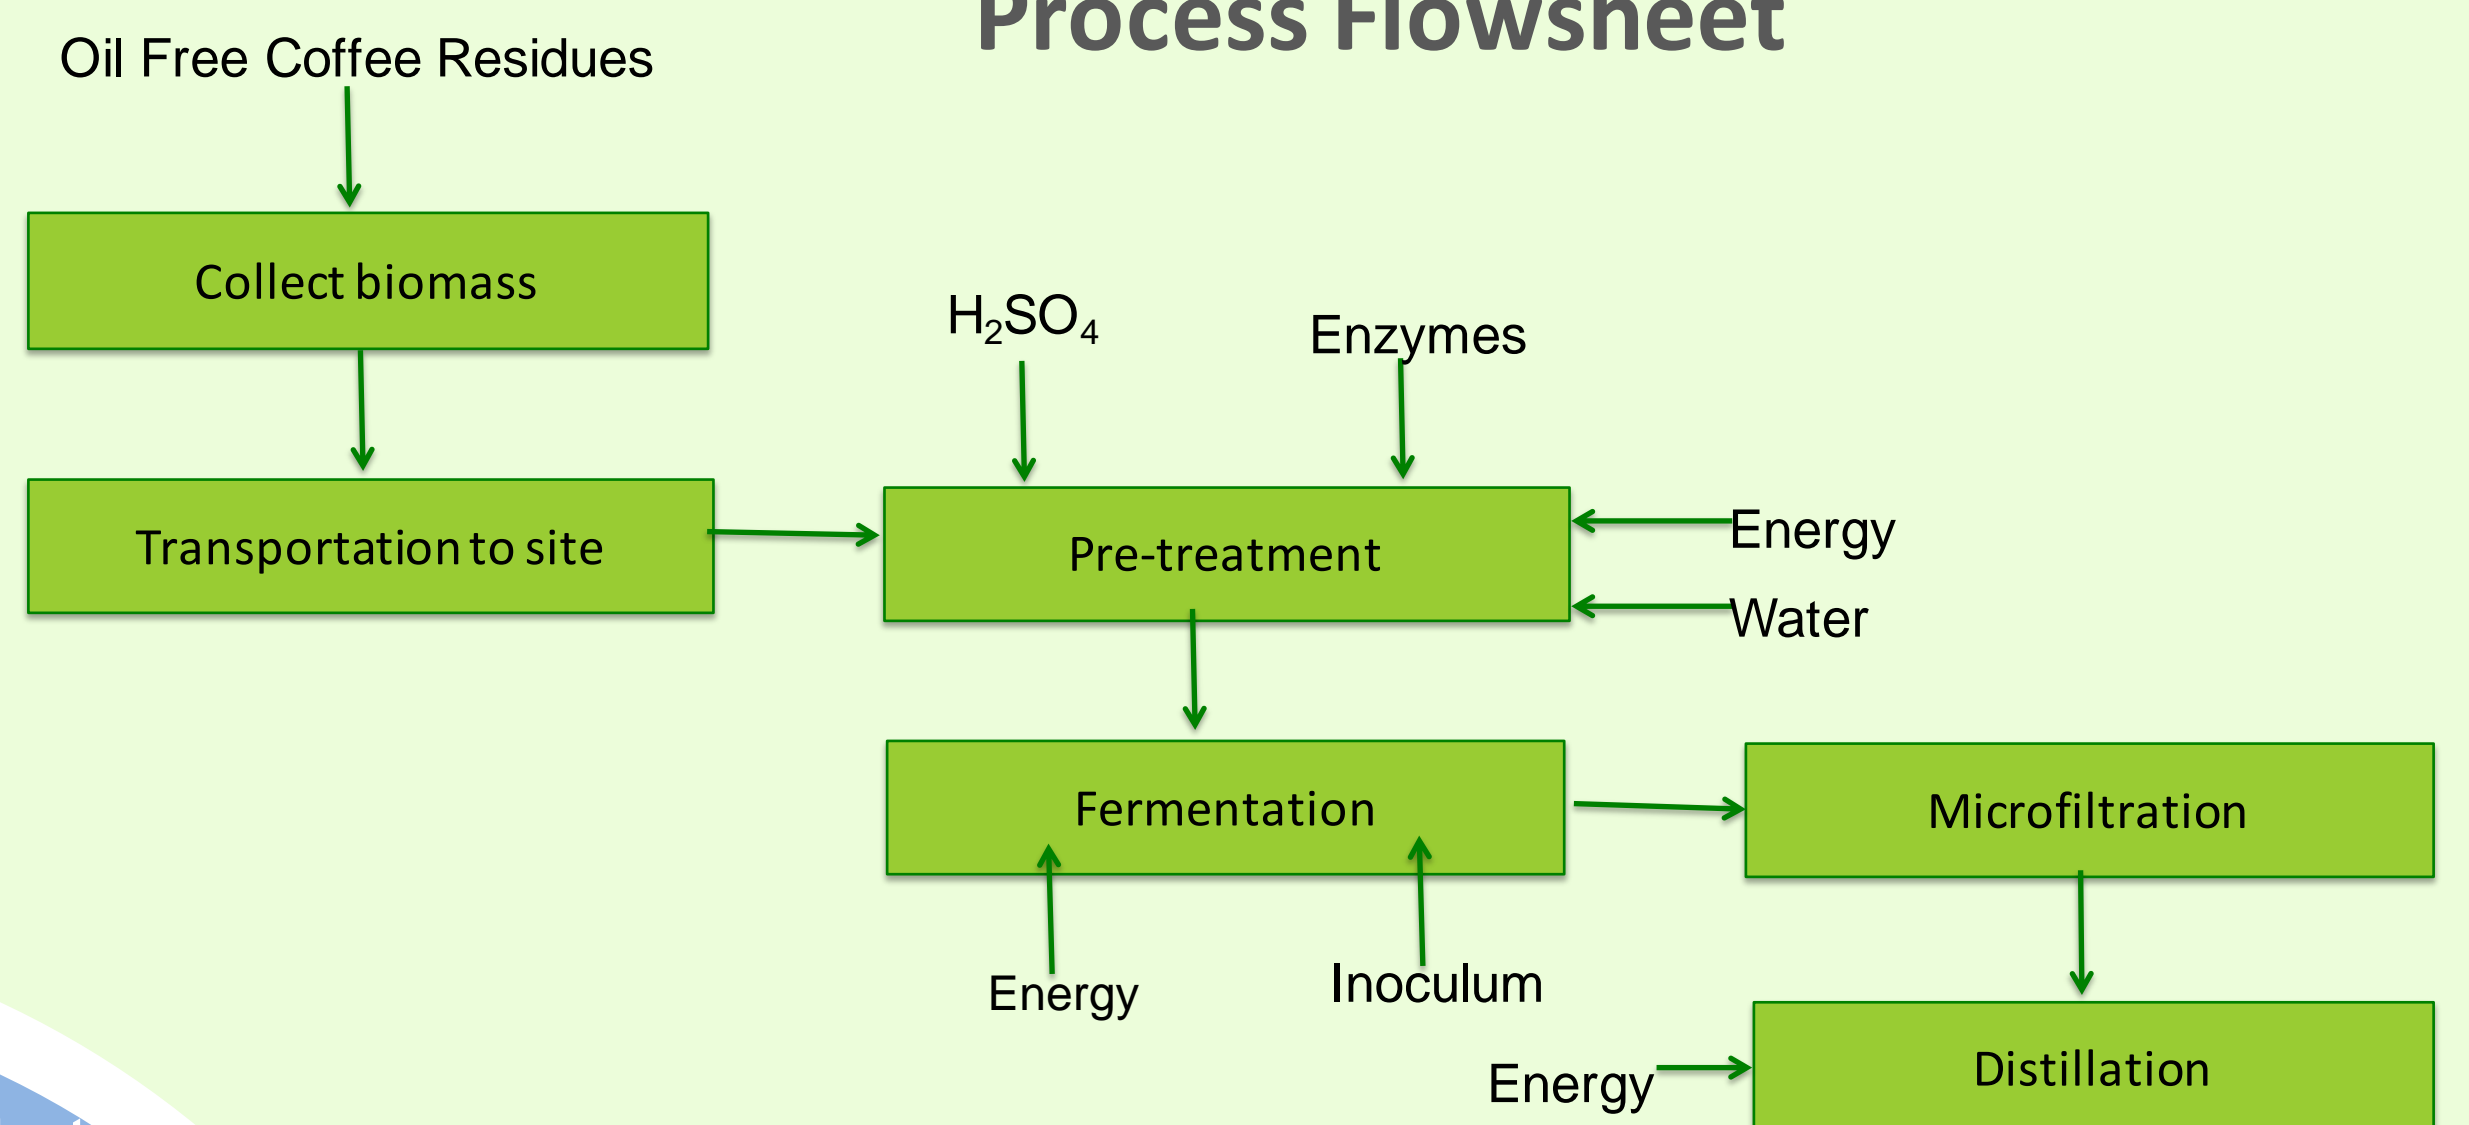 Process Flowsheet
Oil Free Coffee Residues
Collect biomass
H₂SO₄
Enzymes
Transportation to site
Pre-treatment
Energy
Water
Fermentation
Microfiltration
Energy
Inoculum
Energy
Distillation